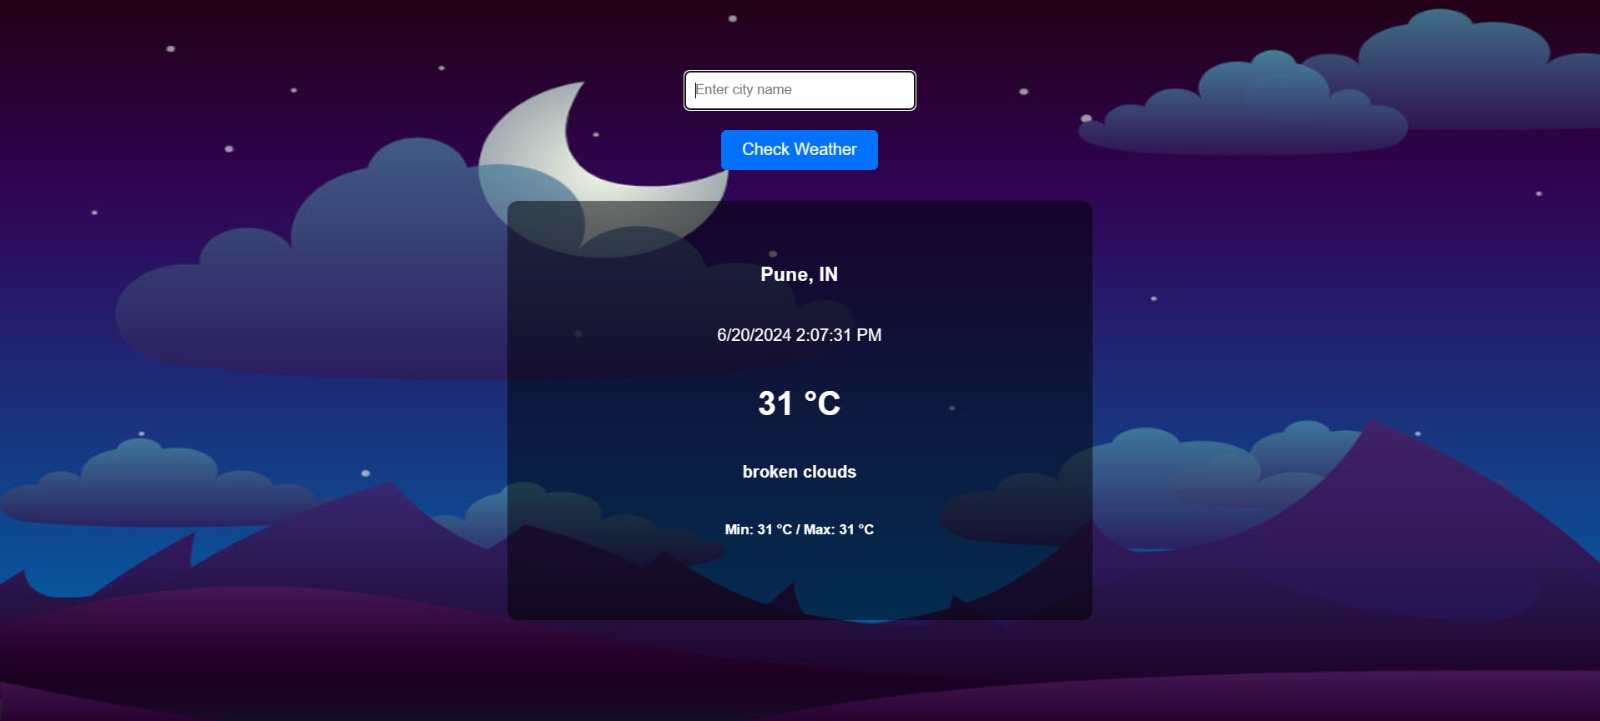 Enter city name
Check Weather
Pune, IN
6/20/2024 2:07:31 PM
31 °C
broken clouds
Min: 31 °C / Max: 31 °C